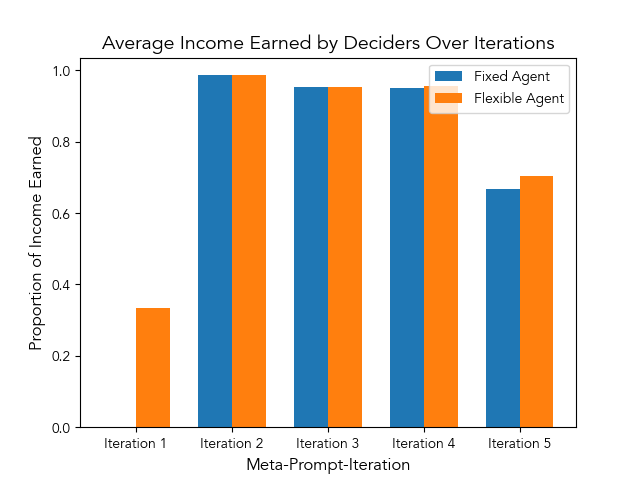 Average Income Earned by Deciders Over Iterations
Fixed Agent
Flexible Agent
Proportion of Income Earned
1.0
0.8
0.6
0.4
0.2
0.0
Iteration 1
Iteration 2
Iteration 3
Iteration 4
Iteration 5
Meta-Prompt-Iteration